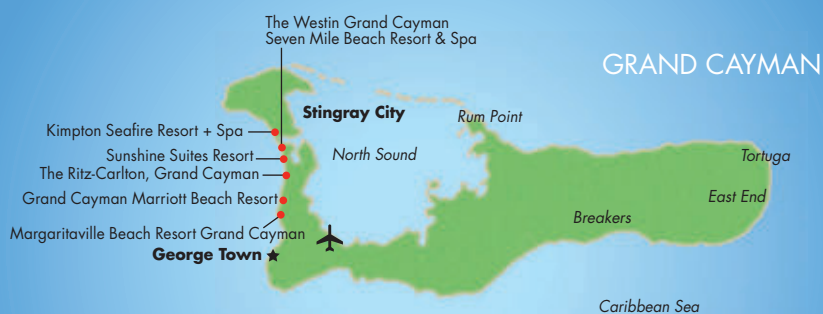 The Westin Grand Cayman
Seven Mile Beach Resort & Spa
GRAND CAYMAN
Stingray City
Rum Point
Kimpton Seafire Resort + Spa
Sunshine Suites Resort
North Sound
Tortuga
The Ritz-Carlton, Grand Cayman
East End
Grand Cayman Marriott Beach Resort
Breakers
Margaritaville Beach Resort Grand Cayman
George Town
Caribbean Sea